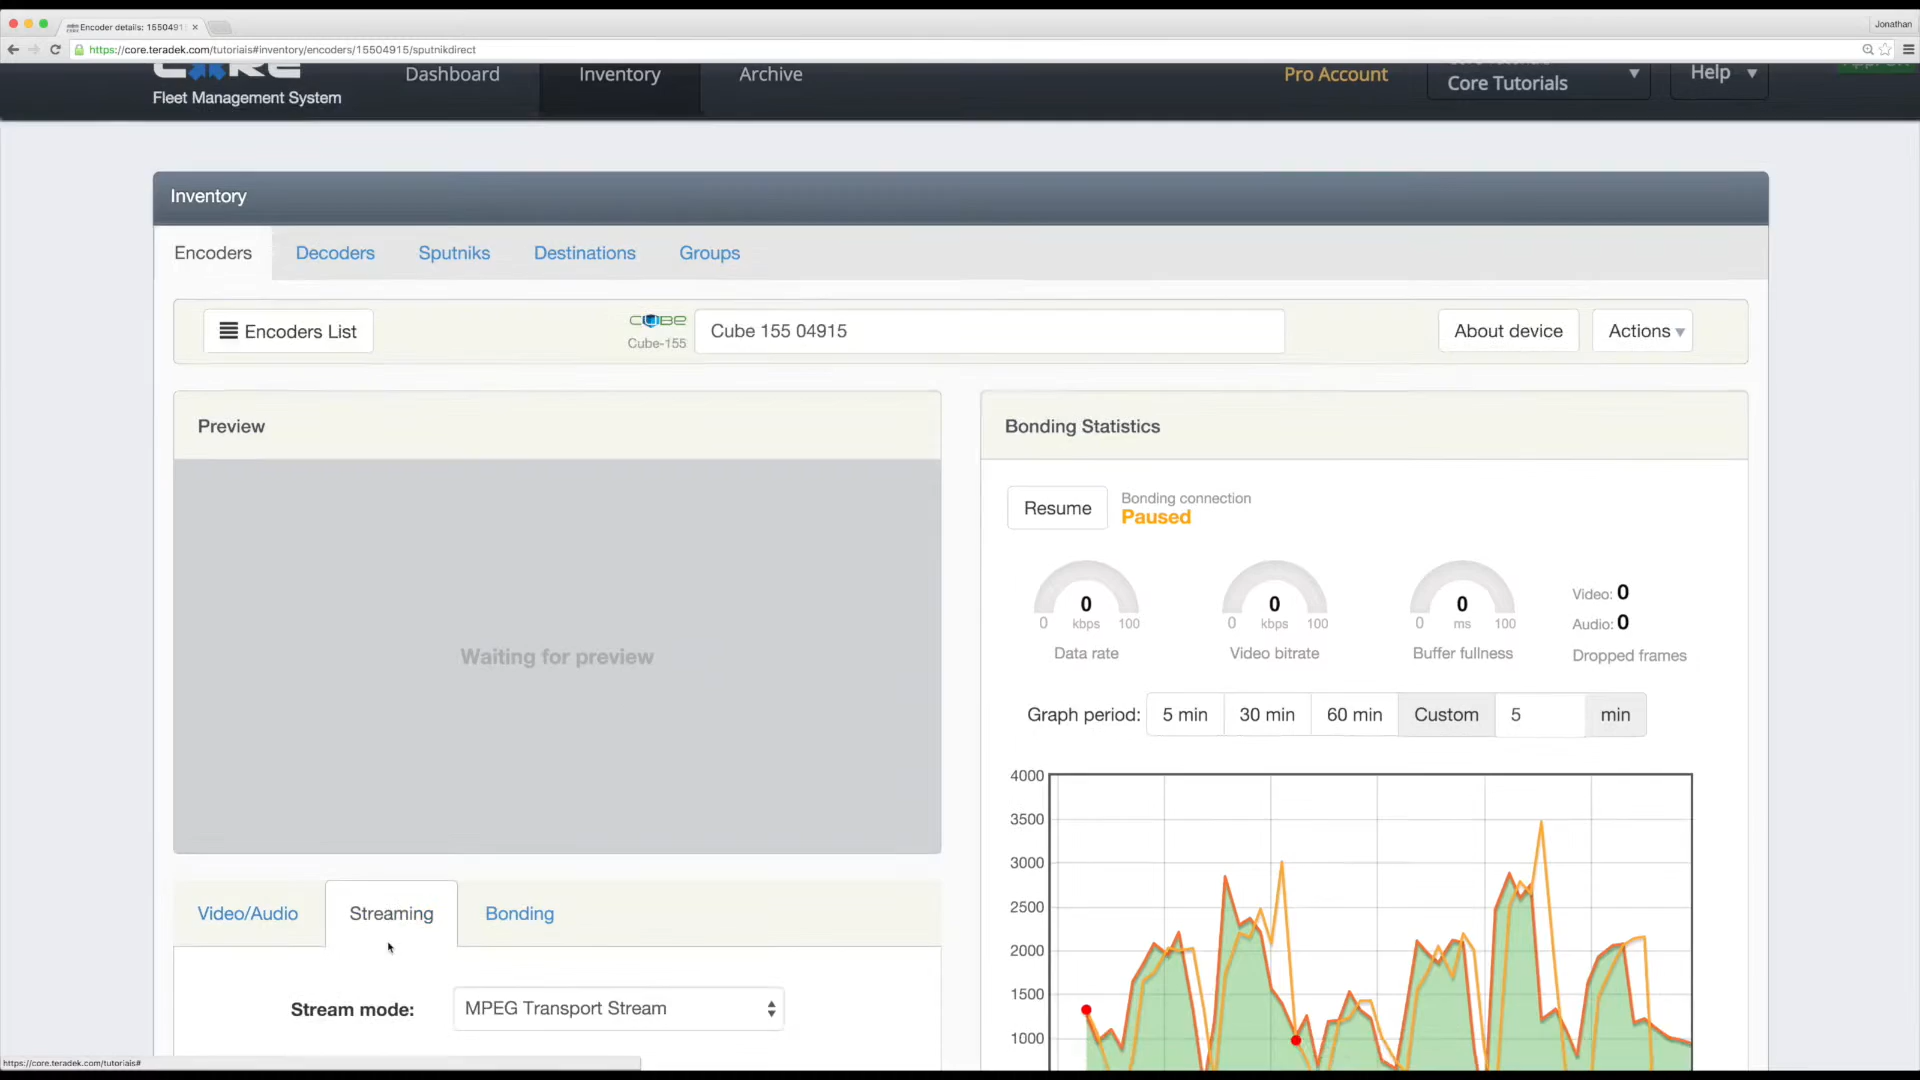 Encoder details: 1550491
Jonathan
https://core.teradek.com/tutorials#inventory/encoders/15504915/sputnikdirect
CORE
Fleet Management System
Dashboard
Inventory
Archive
Pro Account
Core Tutorials
Help
Inventory
Encoders
Decoders
Sputniks
Destinations
Groups
Encoders List
CUBE
Cube-155
Cube 155 04915
About device
Actions
Preview
Waiting for preview
Bonding Statistics
Resume
Bonding connection
Paused
0
0 kbps 100
Data rate
0
0 kbps 100
Video bitrate
0
0 ms 100
Buffer fullness
Video: 0
Audio: 0
Dropped frames
Graph period: 5 min 30 min 60 min Custom 5 min
4000
3500
3000
2500
2000
1500
1000
Video/Audio
Streaming
Bonding
Stream mode: MPEG Transport Stream
https://core.teradek.com/tutorials#